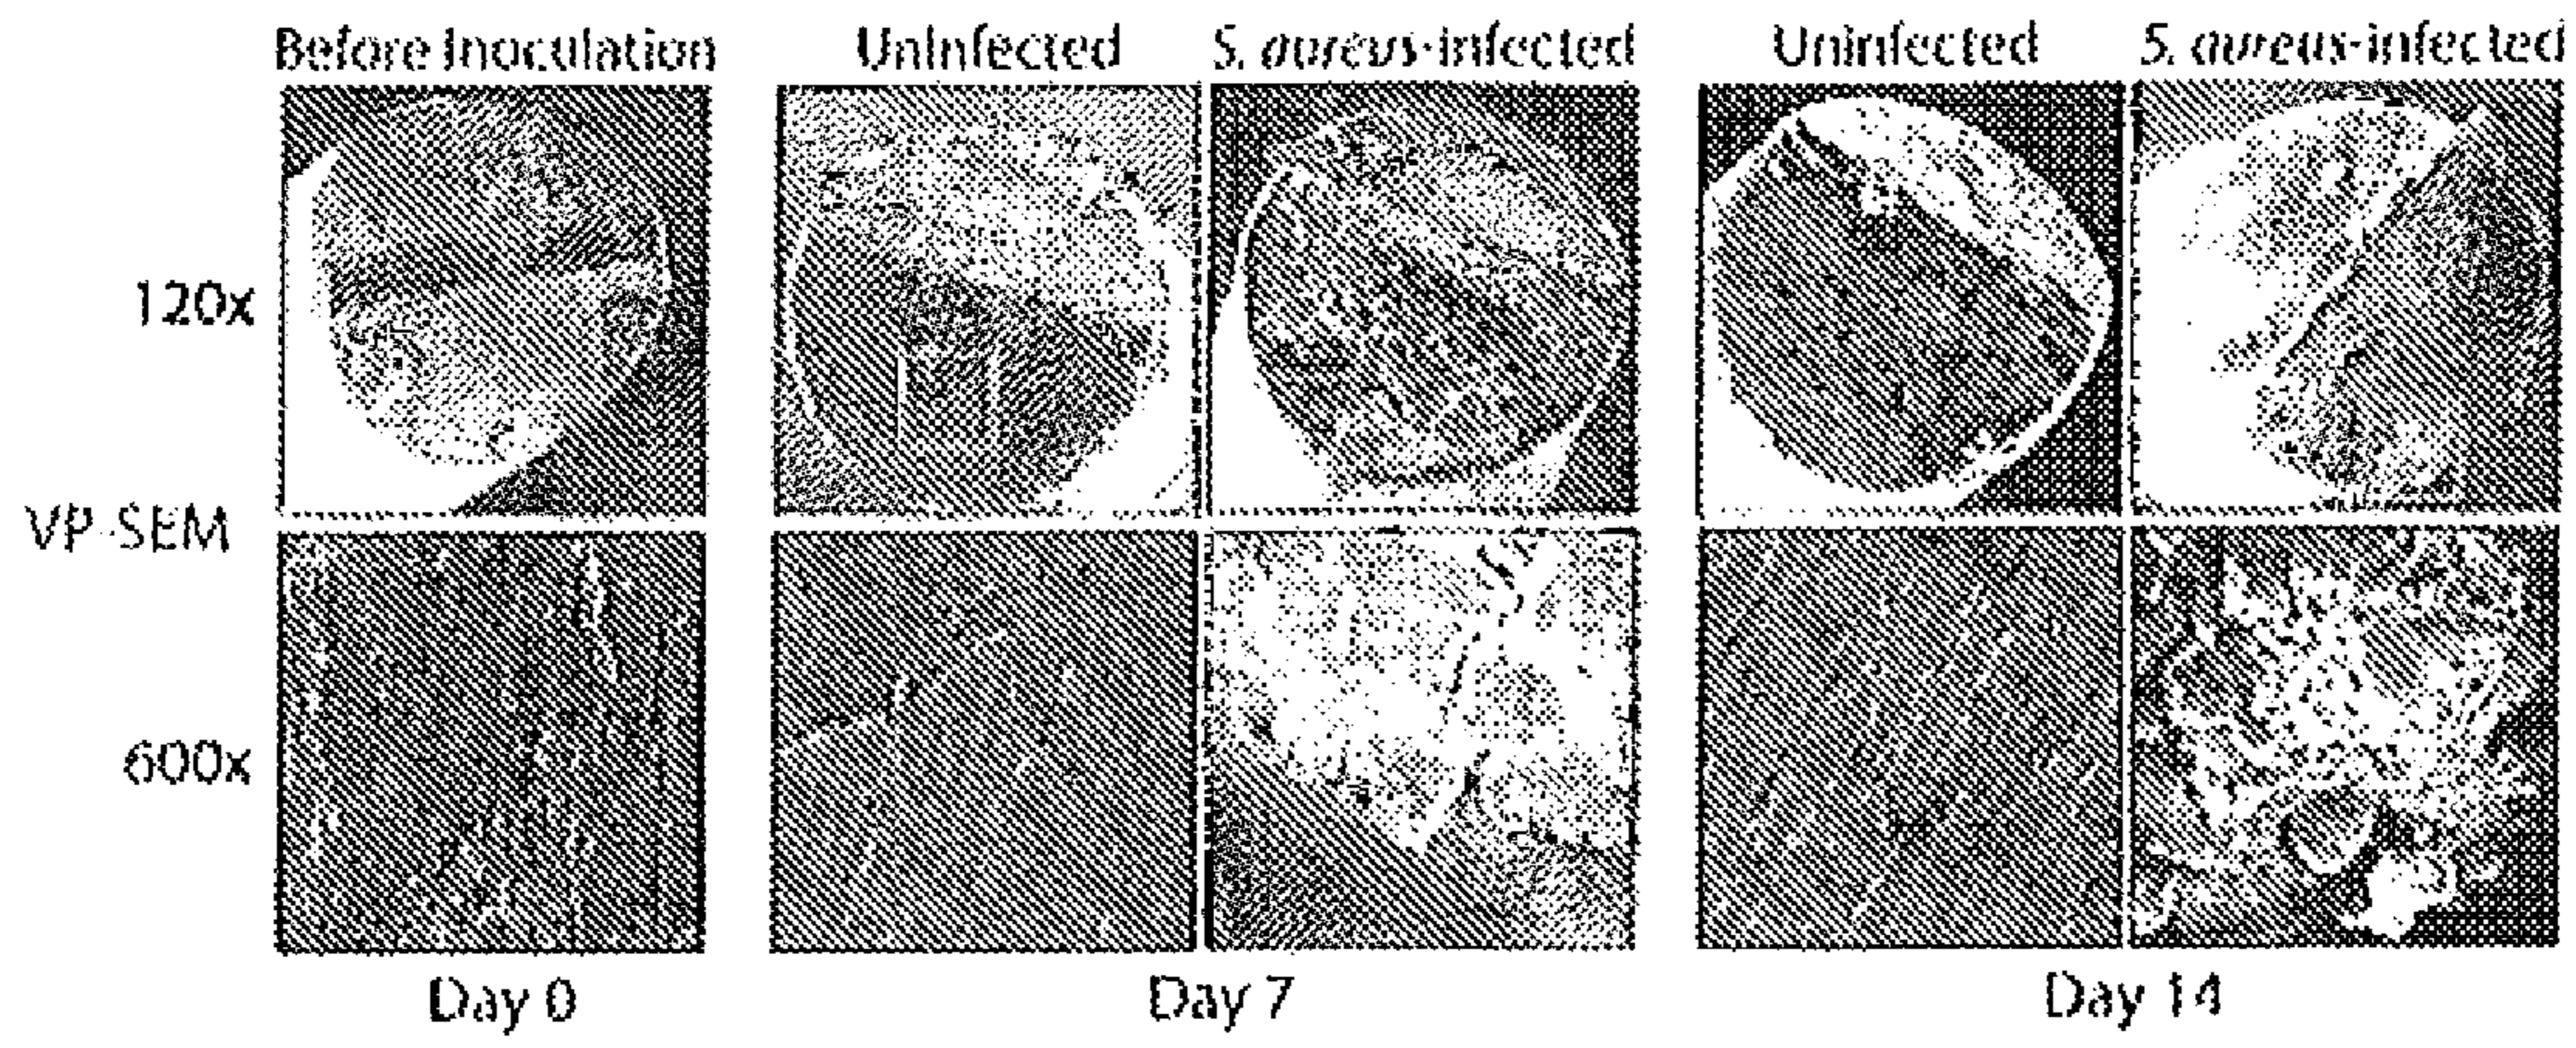 Before Inoculation
Uninfected
S. aureus-infected
Uninfected
S. aureus-infected
120x
VP-SEM
600x
Day 0
Day 7
Day 14